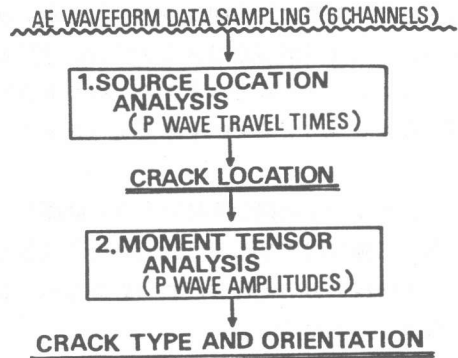 AE WAVEFORM DATA SAMPLING (6 CHANNELS)
1.SOURCE LOCATION
ANALYSIS
(P WAVE TRAVEL TIMES)
CRACK LOCATION
2.MOMENT TENSOR
ANALYSIS
(P WAVE AMPLITUDES)
CRACK TYPE AND ORIENTATION